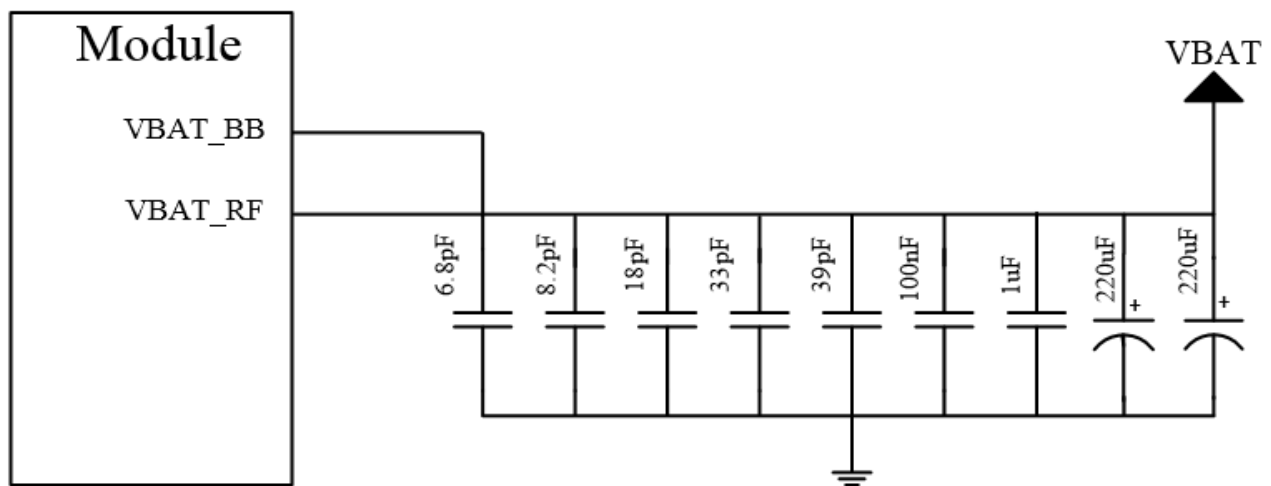 Module
VBAT
VBAT_BB
VBAT_RF
6.8pF
8.2pF
18pF
33pF
39pF
100nF
1uF
220uF
+
220uF
+